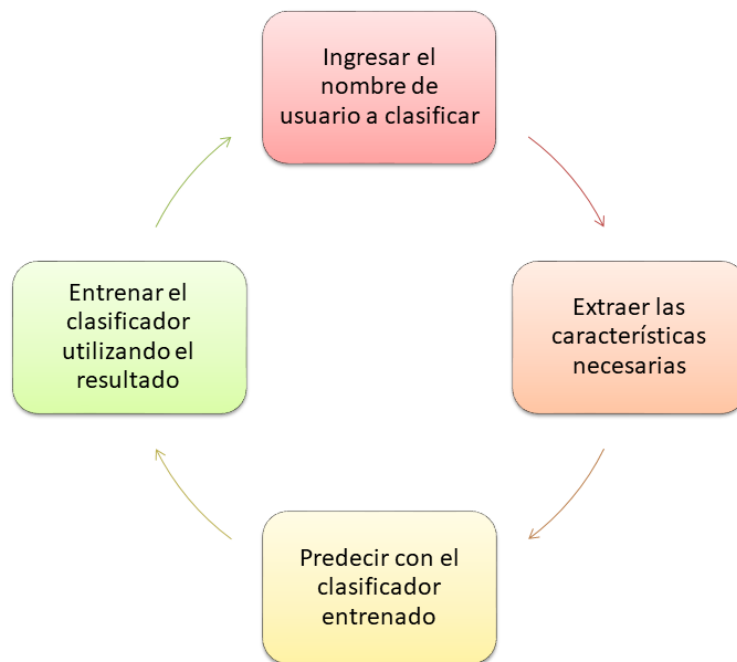 Ingresar el
nombre de
usuario a clasificar
Extraer las
características
necesarias
Predecir con el
clasificador
entrenado
Entrenar el
clasificador
utilizando el
resultado